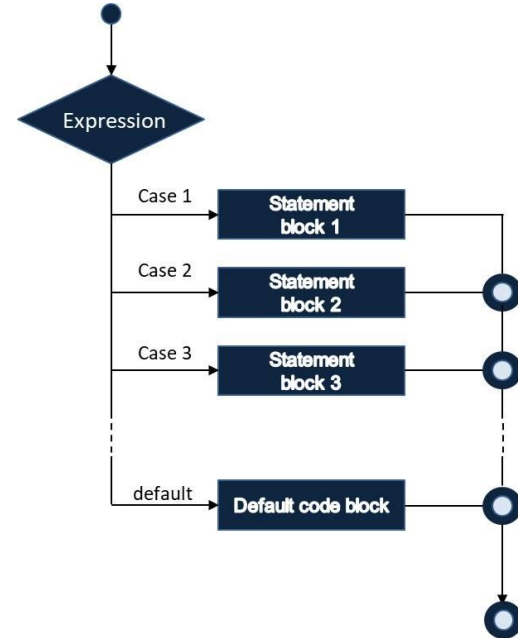 Expression
Case 1
Statement
block 1
Case 2
Statement
block 2
Case 3
Statement
block 3
default
Default code block